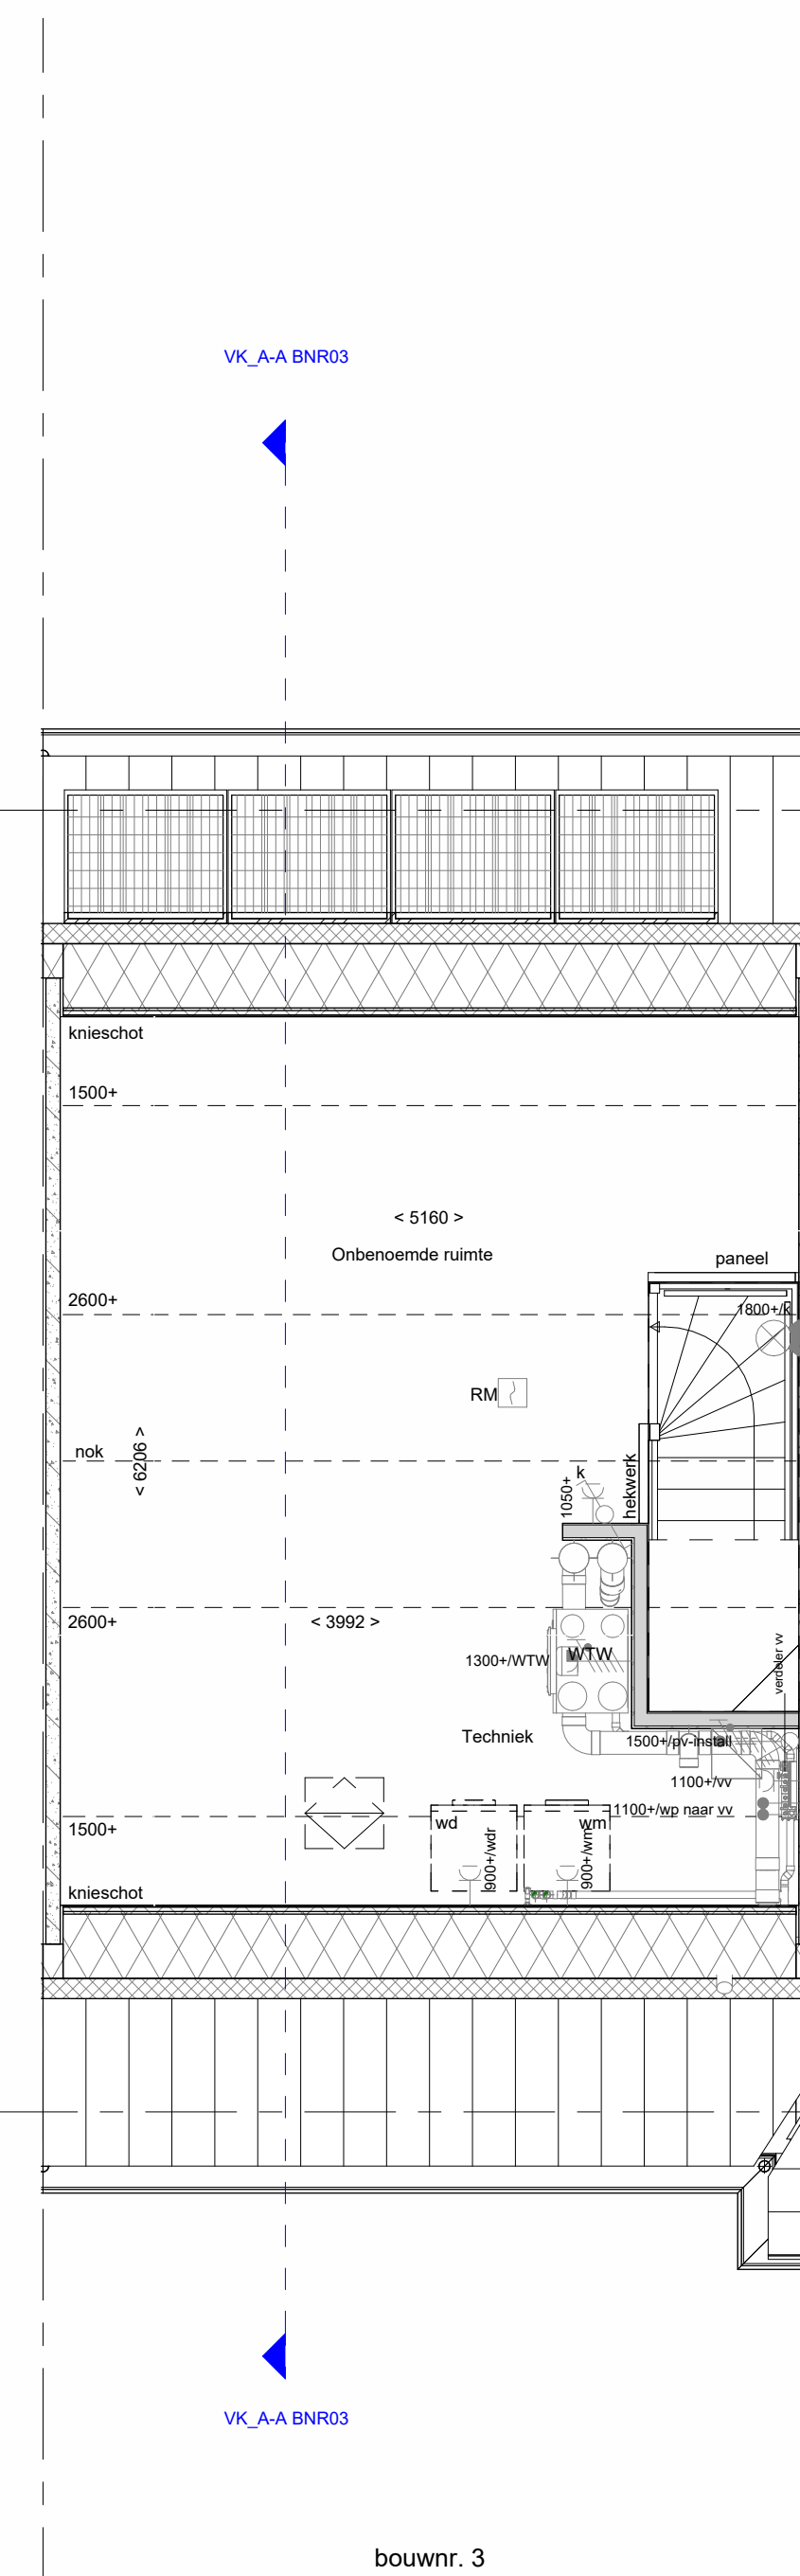 VK_A-A BNR03
knieschot
1500+
< 5160 >
Onbenoemde ruimte
paneel
2600+
1800+/k
RM
nok
< 6206 >
hekwerk
k
1050+
2600+
< 3992 >
1300+/WTW
WTW
verdeler vv
Techniek
1500+/pv-install
1100+/vv
1100+/wp naar vv
1500+
wd
900+/wdr
wm
900+/wm
knieschot
VK_A-A BNR03
bouwnr. 3